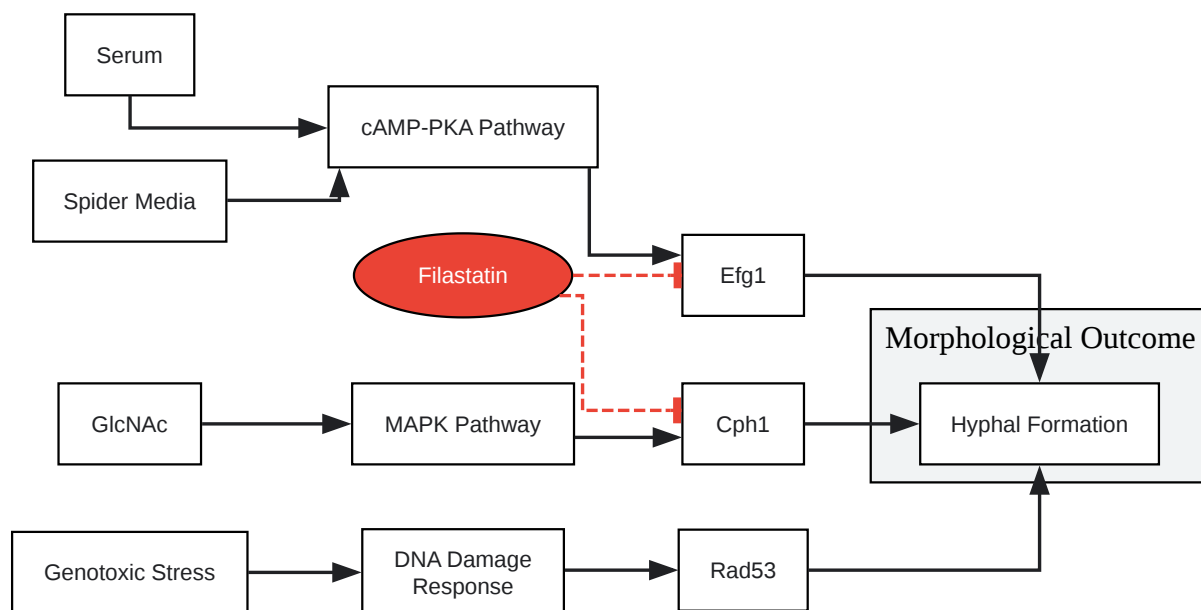 Serum
cAMP-PKA Pathway
Spider Media
Filastatin
Efg1
Morphological Outcome
GlcNAc
MAPK Pathway
Cph1
Hyphal Formation
Genotoxic Stress
DNA Damage
Response
Rad53